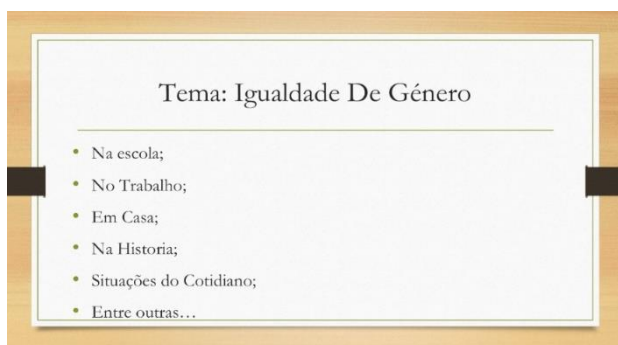 Tema: Igualdade De Género
• Na escola;
• No Trabalho;
• Em Casa;
• Na Historia;
• Situações do Cotidiano;
• Entre outras…